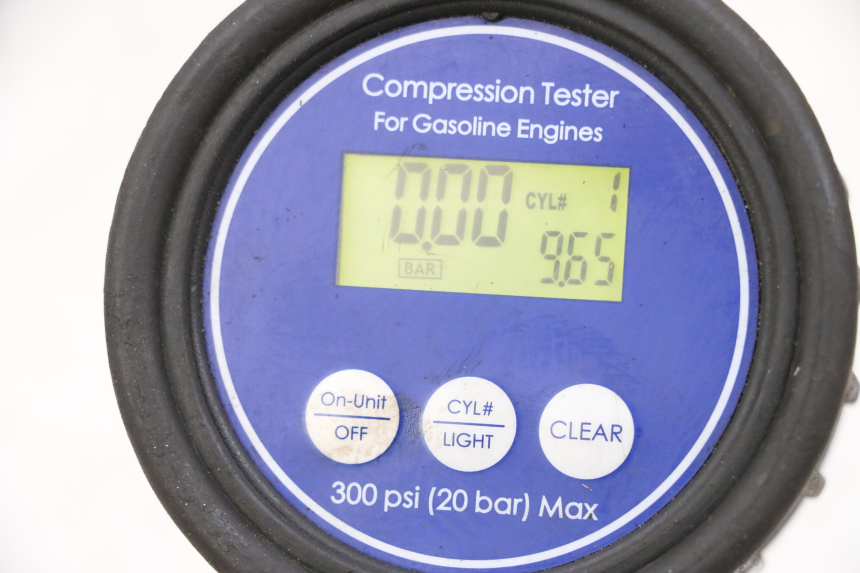 Compression Tester
For Gasoline Engines
0.00 CYL# 1
BAR 9.65
On-Unit
OFF
CYL#
LIGHT
CLEAR
300 psi (20 bar) Max